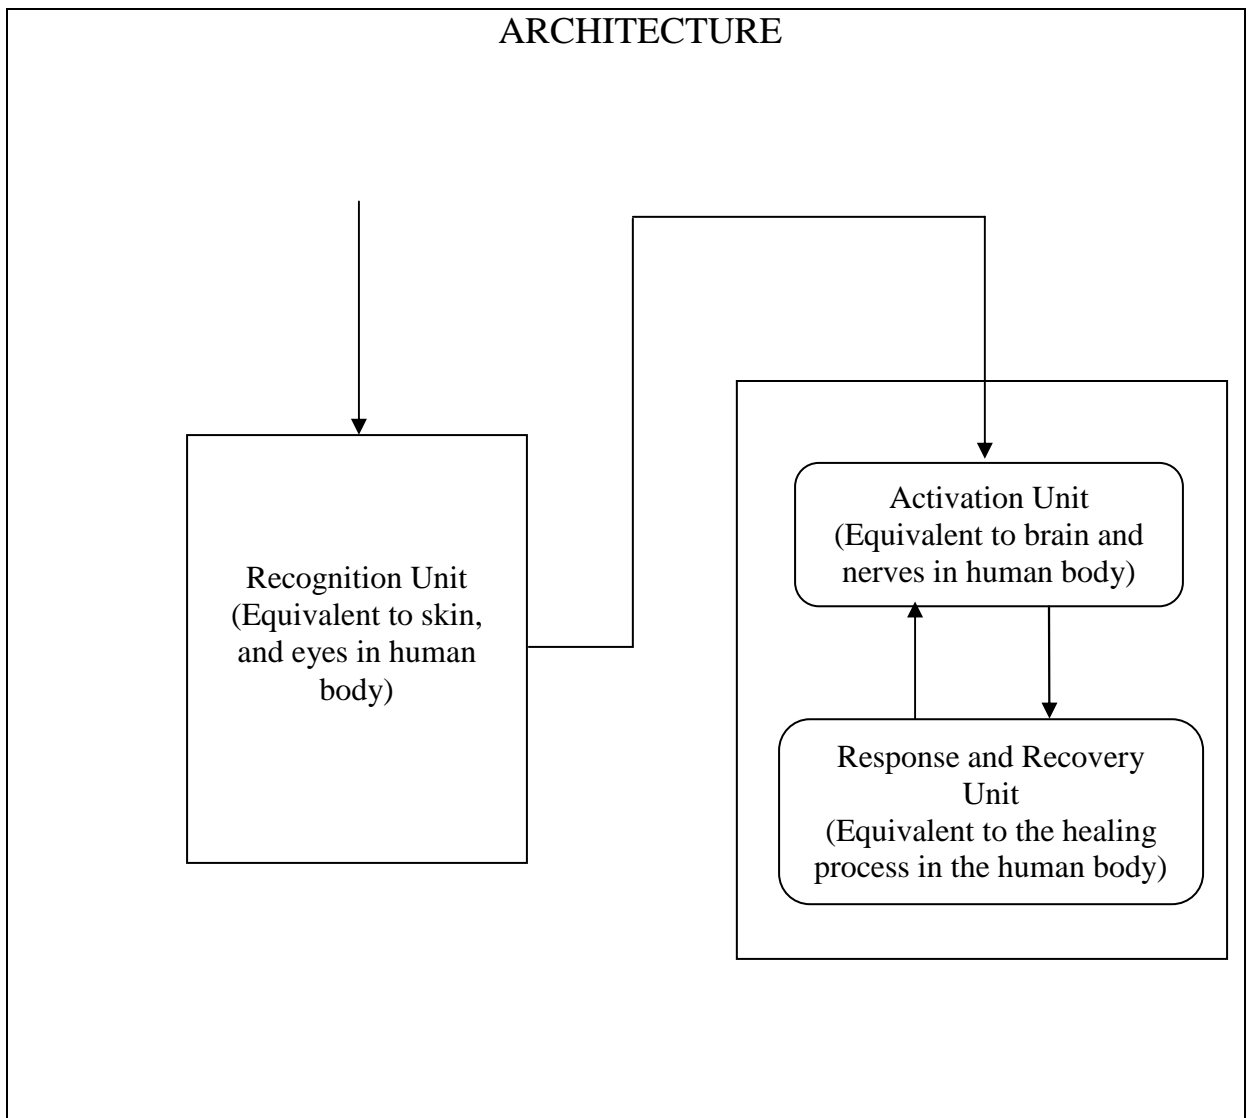 ARCHITECTURE
Recognition Unit
(Equivalent to skin,
and eyes in human
body)
Activation Unit
(Equivalent to brain and
nerves in human body)
Response and Recovery
Unit
(Equivalent to the healing
process in the human body)